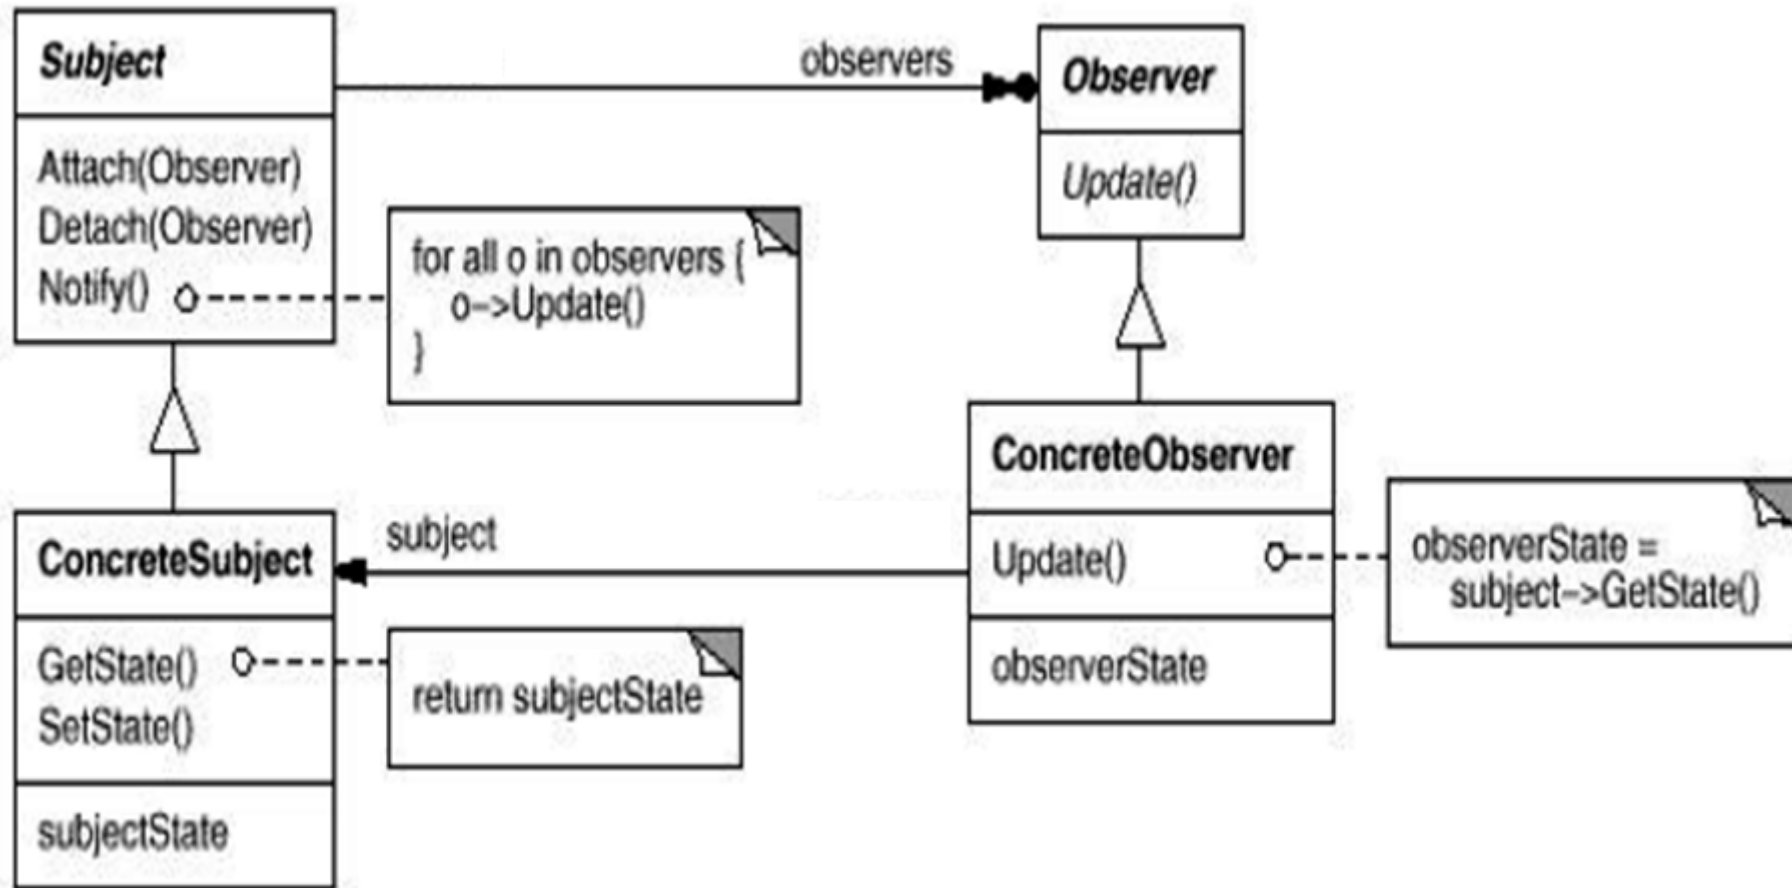 Subject
Attach(Observer)
Detach(Observer)
Notify()
observers
Observer
Update()
for all o in observers {
o–>Update()
}
ConcreteSubject
GetState()
SetState()
subjectState
subject
return subjectState
ConcreteObserver
Update()
observerState
observerState =
subject–>GetState()